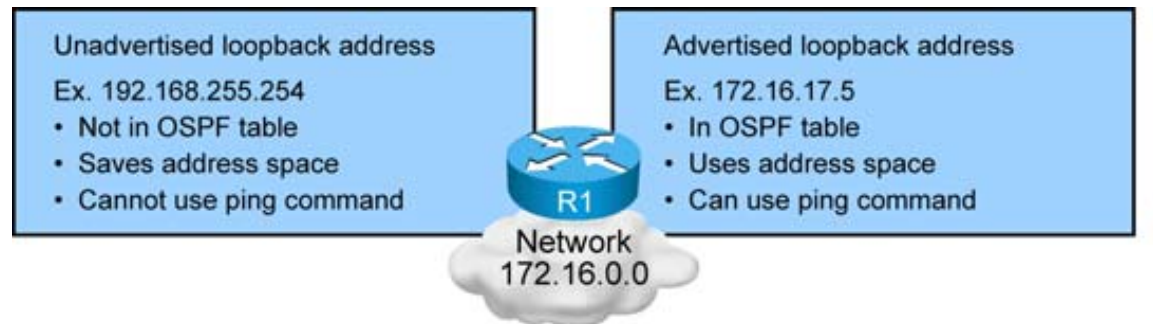 Unadvertised loopback address
Ex. 192.168.255.254
• Not in OSPF table
• Saves address space
• Cannot use ping command
Advertised loopback address
Ex. 172.16.17.5
• In OSPF table
• Uses address space
• Can use ping command
R1
Network
172.16.0.0